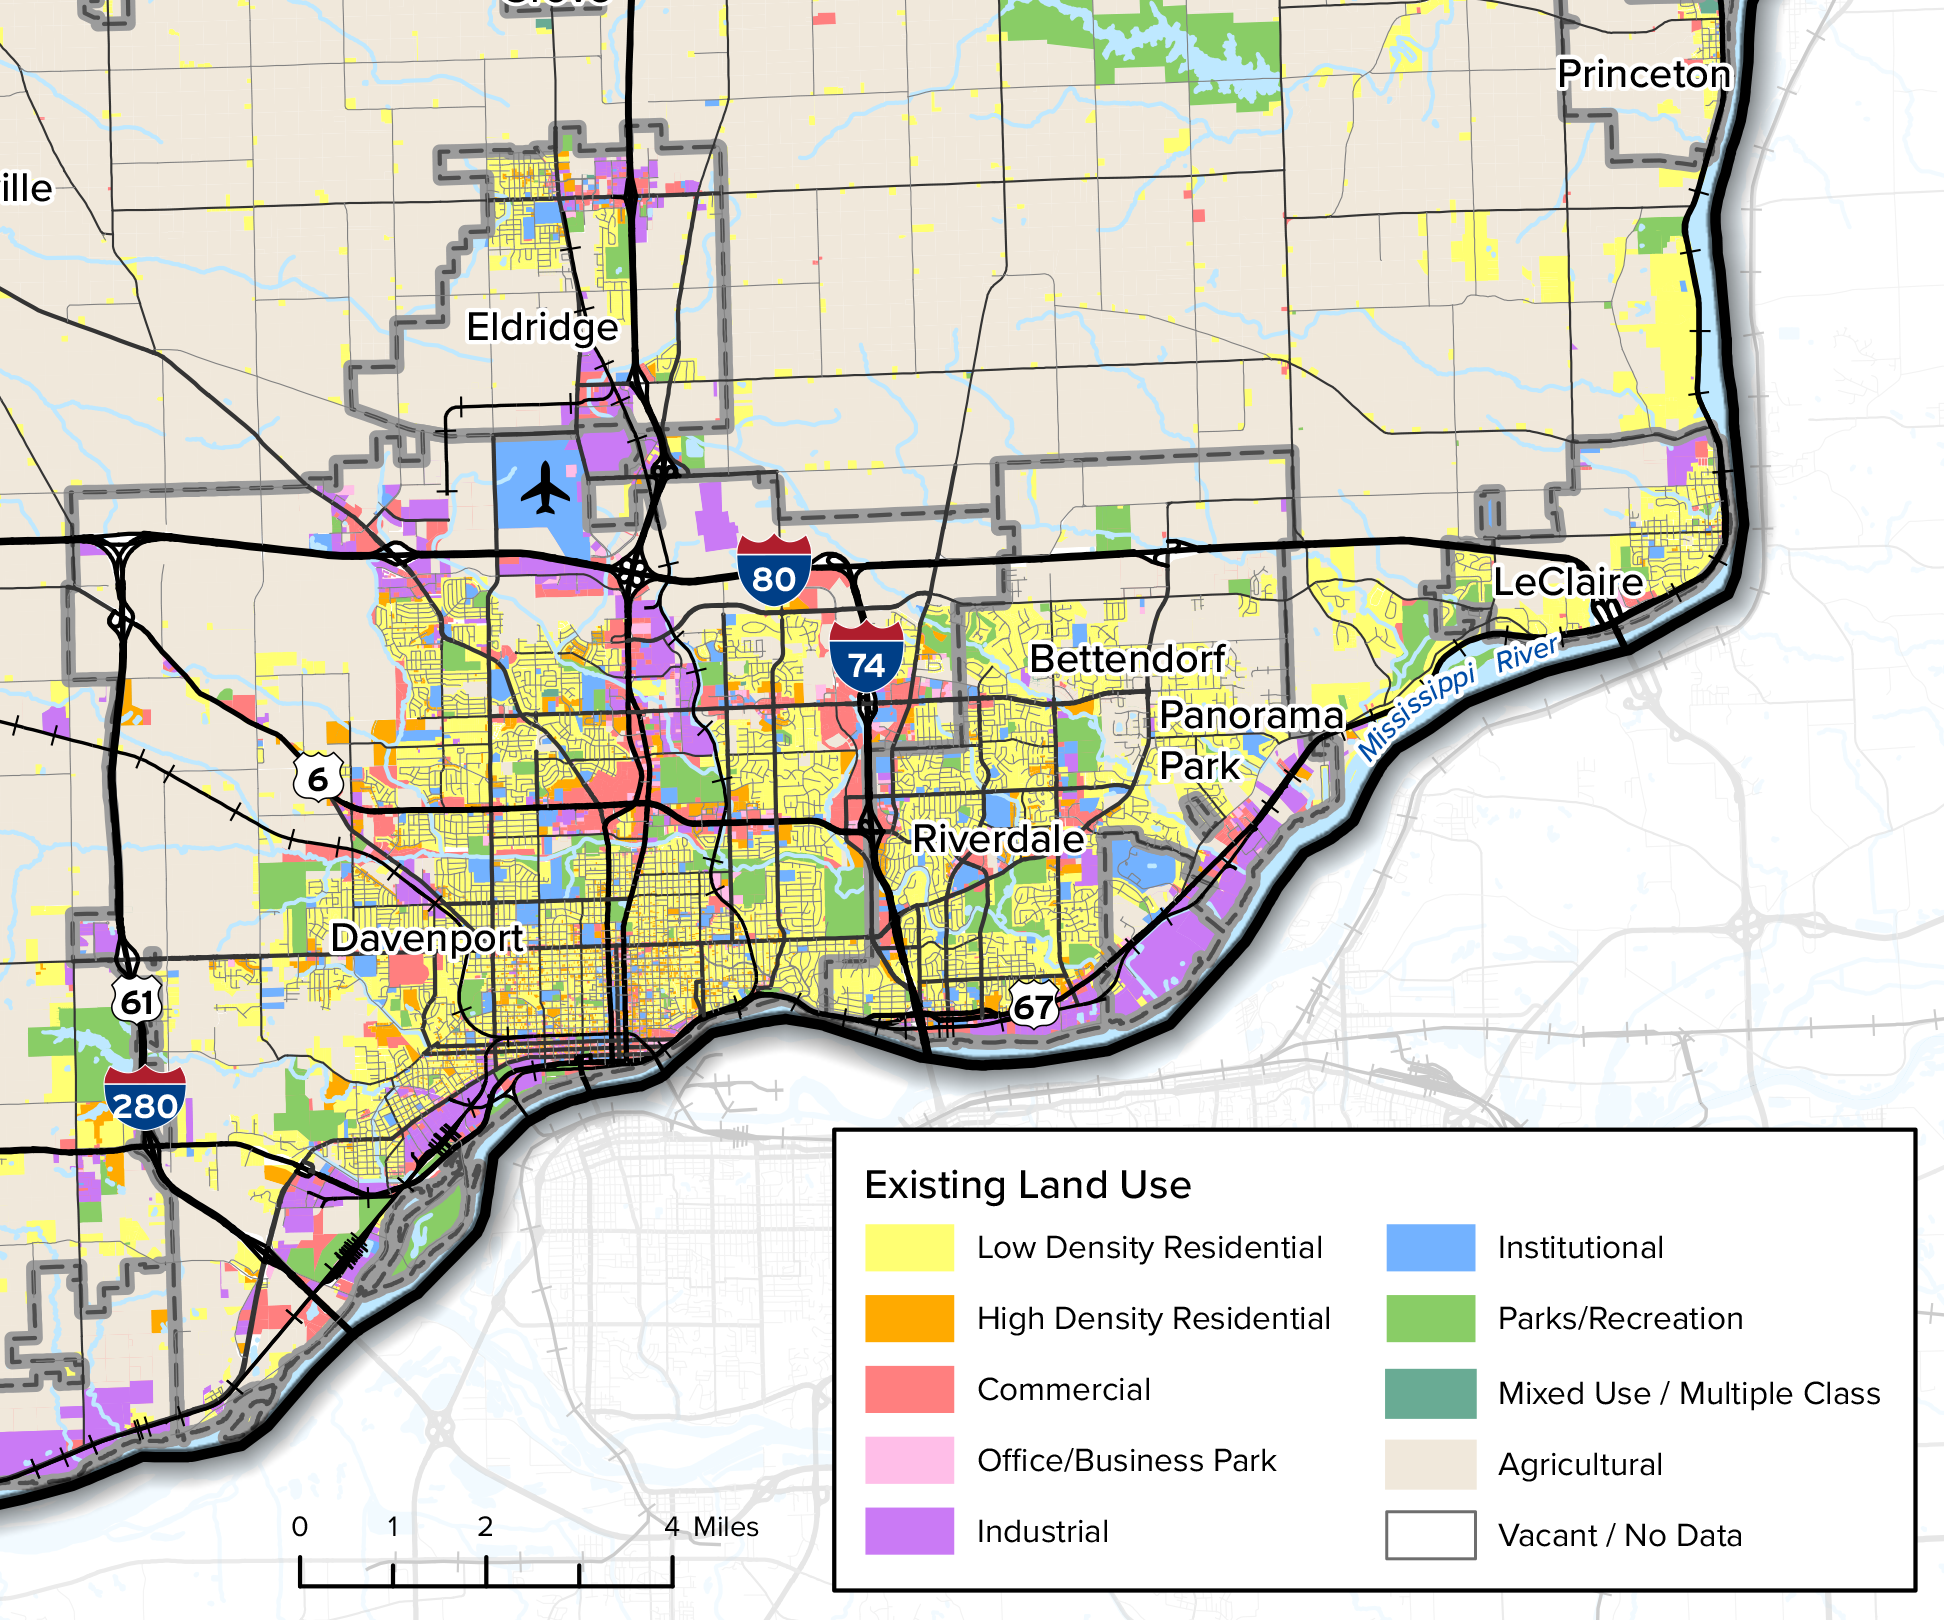 Princeton
ille
Eldridge
80
LeClaire
74
Bettendorf
Mississippi River
Panorama
Park
6
Riverdale
Davenport
61
67
280
Existing Land Use
Low Density Residential
High Density Residential
Commercial
Office/Business Park
Industrial
Institutional
Parks/Recreation
Mixed Use / Multiple Class
Agricultural
Vacant / No Data
0 1 2 4 Miles